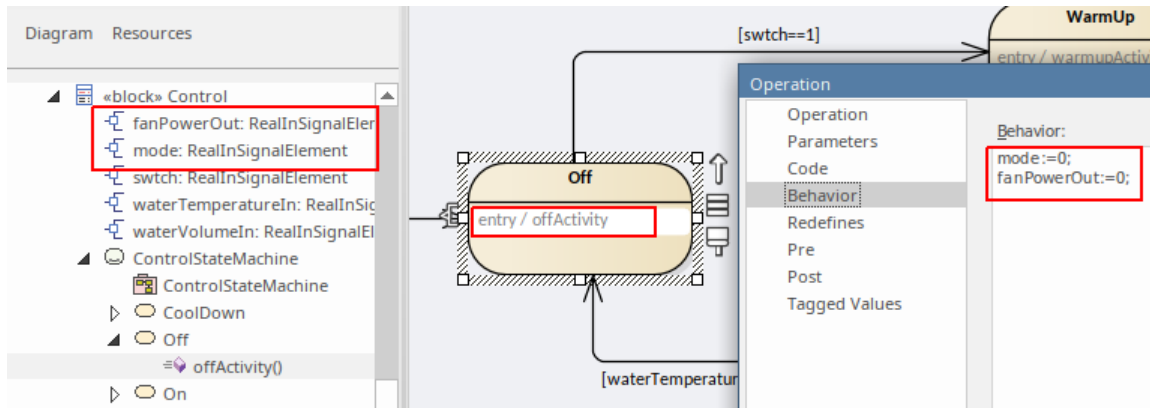 Diagram Resources
«block» Control
fanPowerOut: RealInSignalEler
mode: RealInSignalElement
swtch: RealInSignalElement
waterTemperatureIn: RealInSig
waterVolumeIn: RealInSignalEl
ControlStateMachine
ControlStateMachine
CoolDown
Off
offActivity()
On
[swtch==1]
WarmUp
entry / warmupActiv
Off
entry / offActivity
[waterTemperatur
Operation
Operation
Parameters
Code
Behavior
Redefines
Pre
Post
Tagged Values
Behavior:
mode:=0;
fanPowerOut:=0;